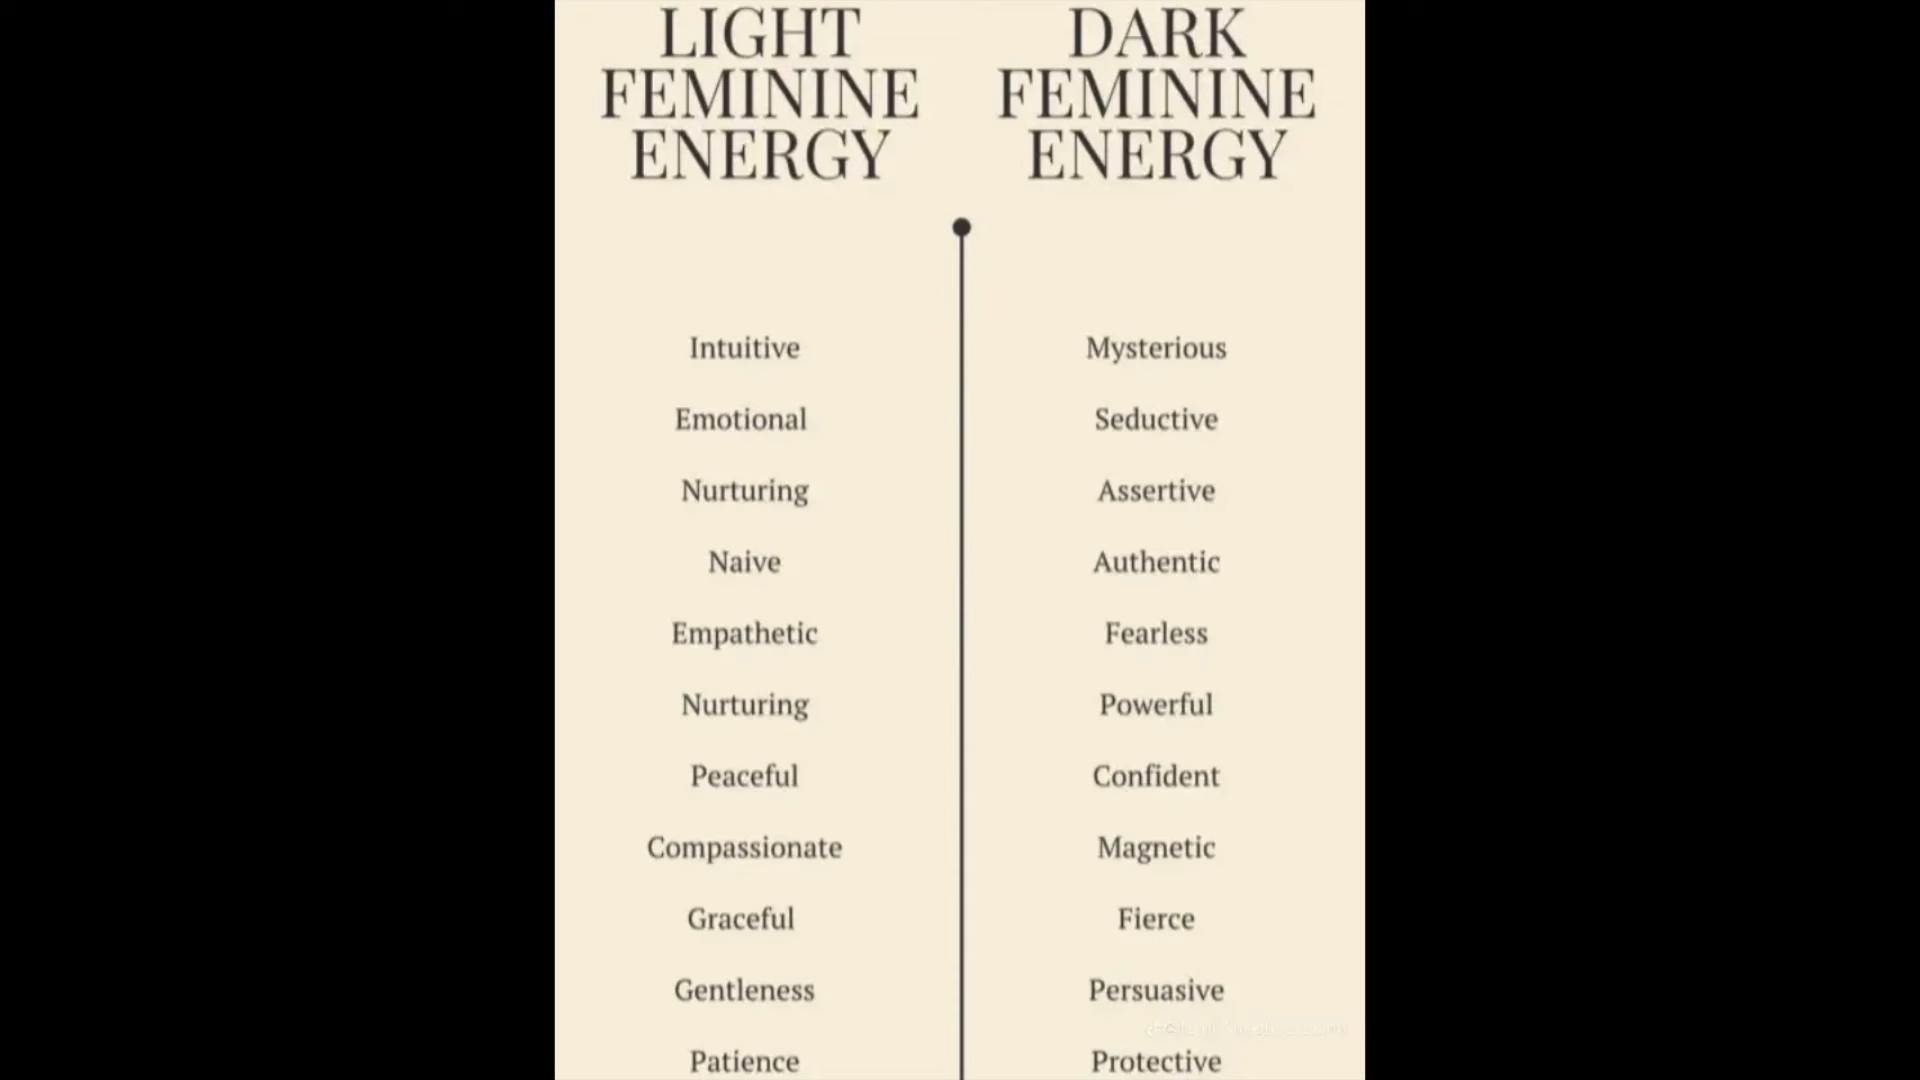 LIGHT
FEMININE
ENERGY
DARK
FEMININE
ENERGY
Intuitive
Mysterious
Emotional
Seductive
Nurturing
Assertive
Naive
Authentic
Empathetic
Fearless
Nurturing
Powerful
Peaceful
Confident
Compassionate
Magnetic
Graceful
Fierce
Gentleness
Persuasive
Patience
Protective